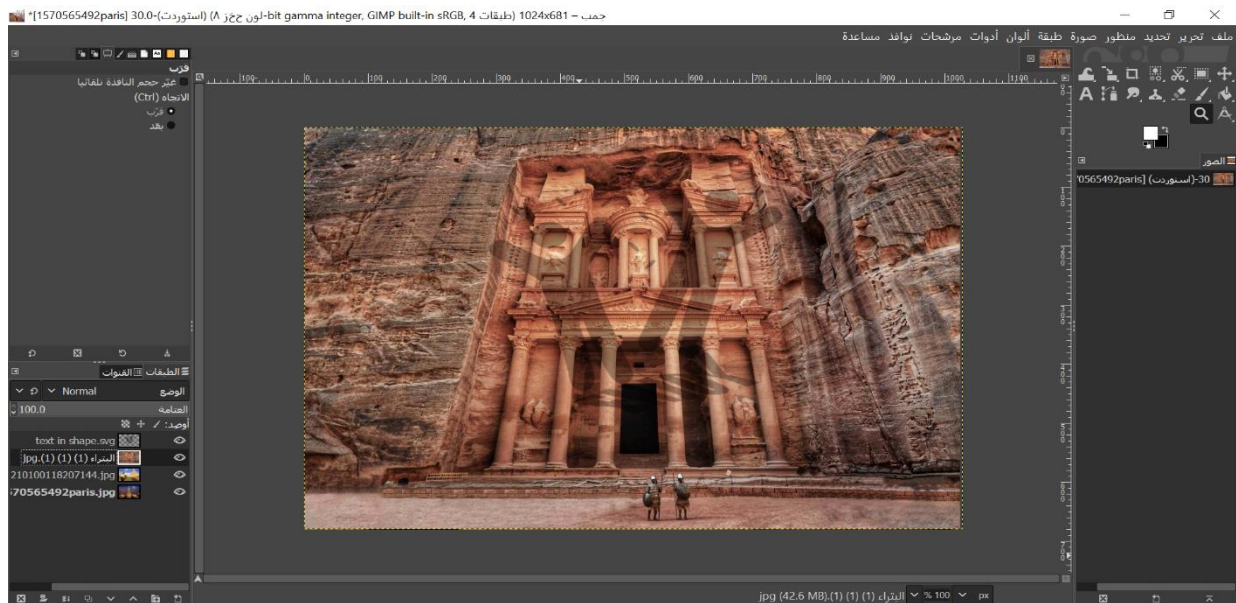 *[1570565492paris] (استوردت)-30.0 (لون حخز ٨-bit gamma integer, GIMP built-in sRGB, 4 طبقات) 1024x681 – جمب
ملف تحرير تحديد منظور صورة طبقة ألوان أدوات مرشحات نوافذ مساعدة
قرّب
غيّر حجم النافذة تلقائيا
الاتجاه (Ctrl)
قرّب
بعّد
الطبقات
القنوات
الوضع Normal
العتامة 100.0
أوصد:
text in shape.svg
البتراء (1) (1) (1).jpg
210100118207144.jpg
70565492paris.jpg
الصور
30-(استوردت) [0565492paris
px
100 %
البتراء (1) (1) (1).jpg (42.6 MB)